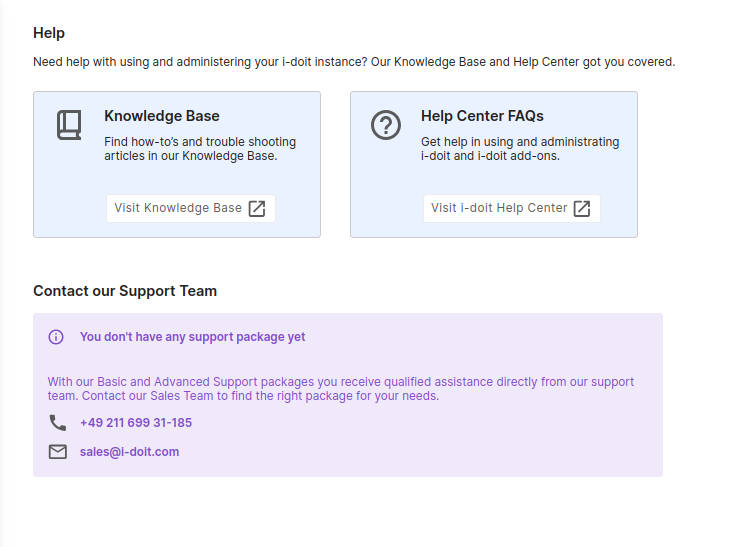 Help
Need help with using and administering your i-doit instance? Our Knowledge Base and Help Center got you covered.
Knowledge Base
Find how-to's and trouble shooting
articles in our Knowledge Base.
Visit Knowledge Base
Help Center FAQs
Get help in using and administrating
i-doit and i-doit add-ons.
Visit i-doit Help Center
Contact our Support Team
You don't have any support package yet
With our Basic and Advanced Support packages you receive qualified assistance directly from our support
team. Contact our Sales Team to find the right package for your needs.
+49 211 699 31-185
sales@i-doit.com